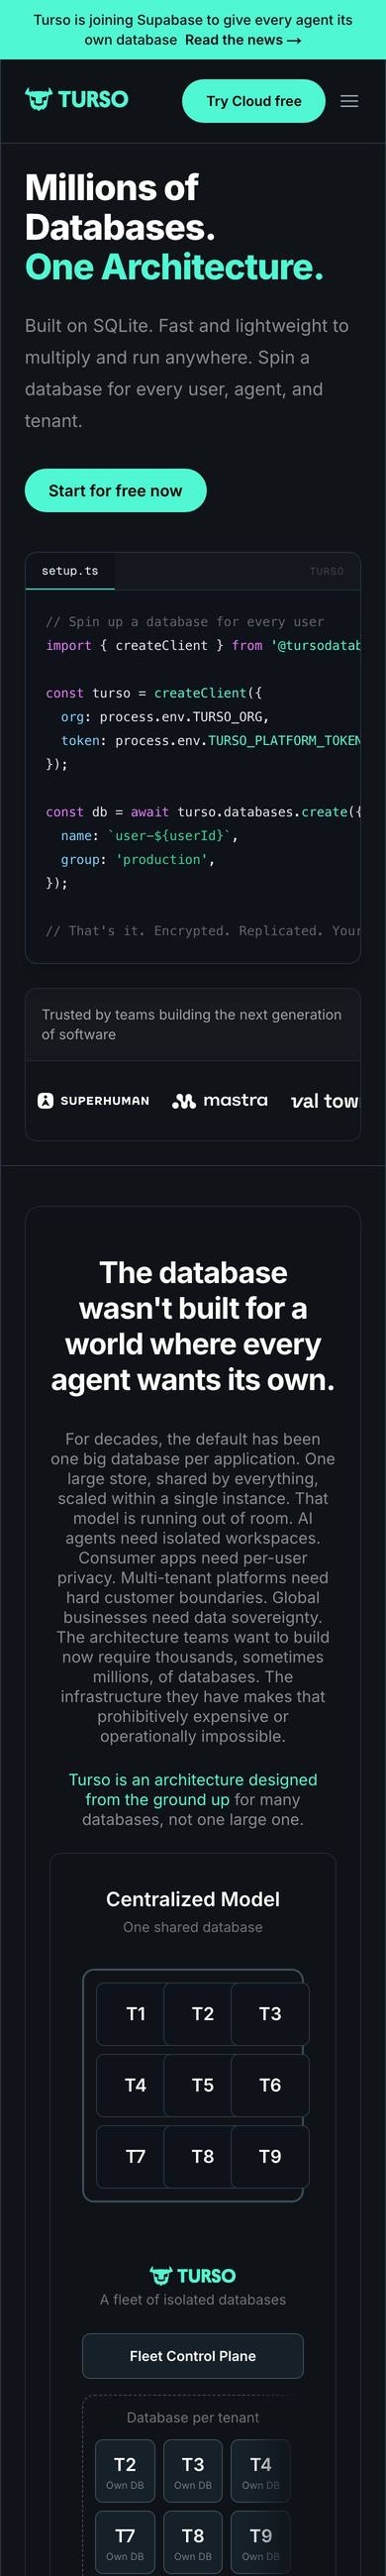 Turso is joining Supabase to give every agent its
own database Read the news →
TURSO
Try Cloud free
Millions of
Databases.
One Architecture.
Built on SQLite. Fast and lightweight to
multiply and run anywhere. Spin a
database for every user, agent, and
tenant.
Start for free now
setup.ts
TURSO
// Spin up a database for every user
import { createClient } from '@tursodatab
const turso = createClient({
org: process.env.TURSO_ORG,
token: process.env.TURSO_PLATFORM_TOKEN
});
const db = await turso.databases.create({
name: `user-${userId}`,
group: 'production',
});
// That's it. Encrypted. Replicated. Your
Trusted by teams building the next generation
of software
SUPERHUMAN
mastra
val tow
The database
wasn't built for a
world where every
agent wants its own.
For decades, the default has been
one big database per application. One
large store, shared by everything,
scaled within a single instance. That
model is running out of room. AI
agents need isolated workspaces.
Consumer apps need per-user
privacy. Multi-tenant platforms need
hard customer boundaries. Global
businesses need data sovereignty.
The architecture teams want to build
now require thousands, sometimes
millions, of databases. The
infrastructure they have makes that
prohibitively expensive or
operationally impossible.
Turso is an architecture designed
from the ground up for many
databases, not one large one.
Centralized Model
One shared database
T1 T2 T3
T4 T5 T6
T7 T8 T9
TURSO
A fleet of isolated databases
Fleet Control Plane
Database per tenant
T2 T3 T4
Own DB Own DB Own DB
T7 T8 T9
Own DB Own DB Own DB